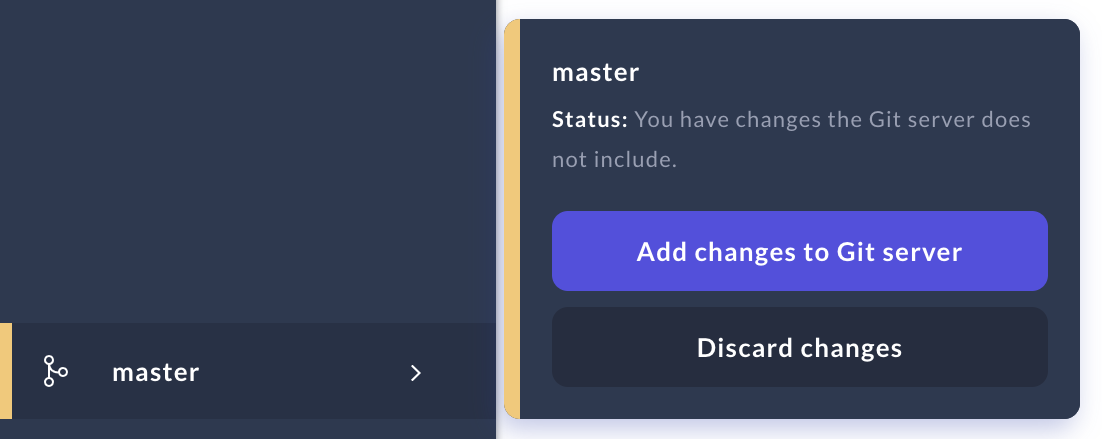 master
master
Status: You have changes the Git server does
not include.
Add changes to Git server
Discard changes